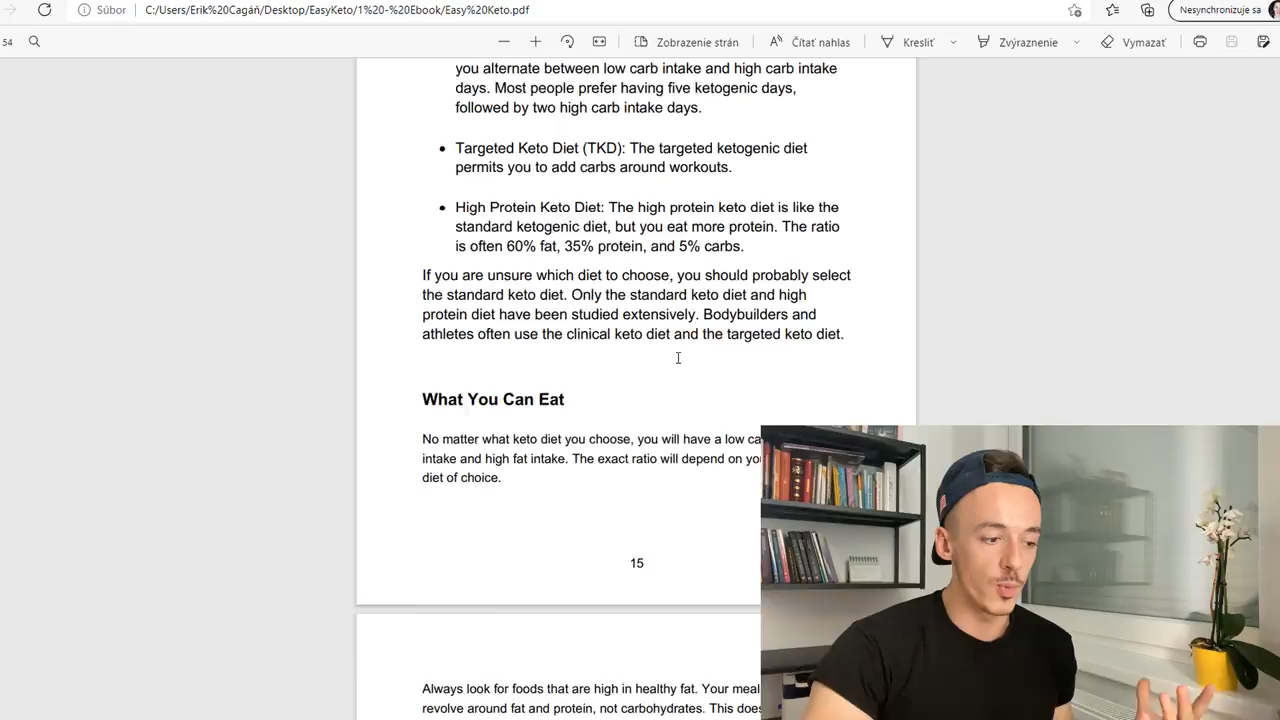 Súbor
C:/Users/Erik%20Cagáň/Desktop/EasyKeto/1%20-%20Ebook/Easy%20Keto.pdf
Nesynchronizuje sa
54
Zobrazenie strán
Čítať nahlas
Kresliť
Zvýraznenie
Vymazať
you alternate between low carb intake and high carb intake
days. Most people prefer having five ketogenic days,
followed by two high carb intake days.
• Targeted Keto Diet (TKD): The targeted ketogenic diet
permits you to add carbs around workouts.
• High Protein Keto Diet: The high protein keto diet is like the
standard ketogenic diet, but you eat more protein. The ratio
is often 60% fat, 35% protein, and 5% carbs.
If you are unsure which diet to choose, you should probably select
the standard keto diet. Only the standard keto diet and high
protein diet have been studied extensively. Bodybuilders and
athletes often use the clinical keto diet and the targeted keto diet.
What You Can Eat
No matter what keto diet you choose, you will have a low ca
intake and high fat intake. The exact ratio will depend on you
diet of choice.
15
Always look for foods that are high in healthy fat. Your meal
revolve around fat and protein, not carbohydrates. This does